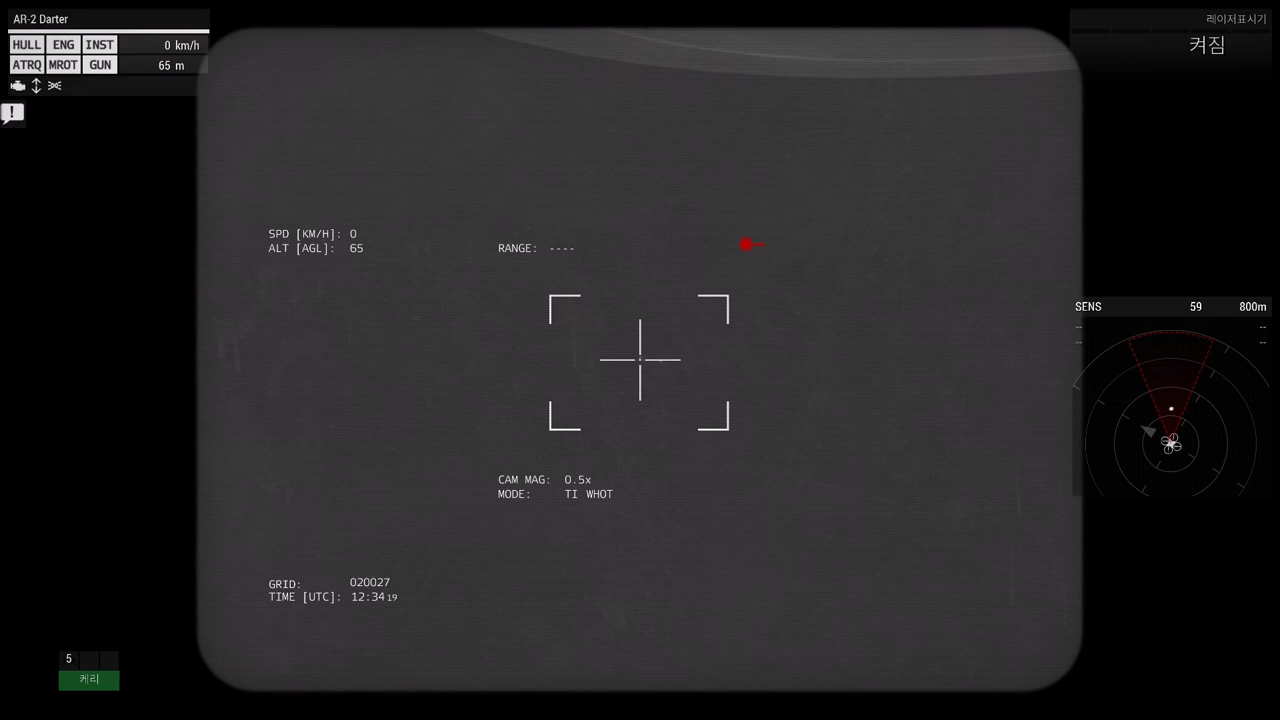 AR-2 Darter
HULL ENG INST 0 km/h
ATRQ MROT GUN 65 m
!
레이저표시기
켜짐
SPD [KM/H]: 0
ALT [AGL]: 65
RANGE: ----
SENS 59 800m
-- --
-- --
CAM MAG: 0.5x
MODE: TI WHOT
GRID: 020027
TIME [UTC]: 12:34 19
5
케리